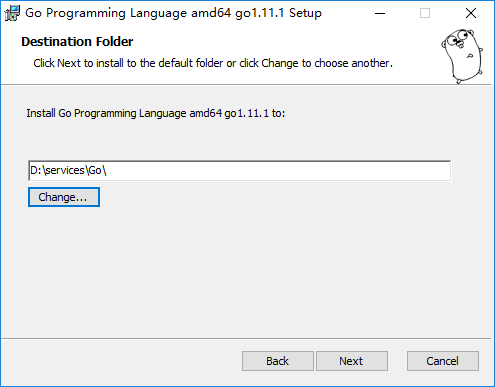 Go Programming Language amd64 go1.11.1 Setup
Destination Folder
Click Next to install to the default folder or click Change to choose another.
Install Go Programming Language amd64 go1.11.1 to:
D:\services\Go\
Change...
Back Next Cancel